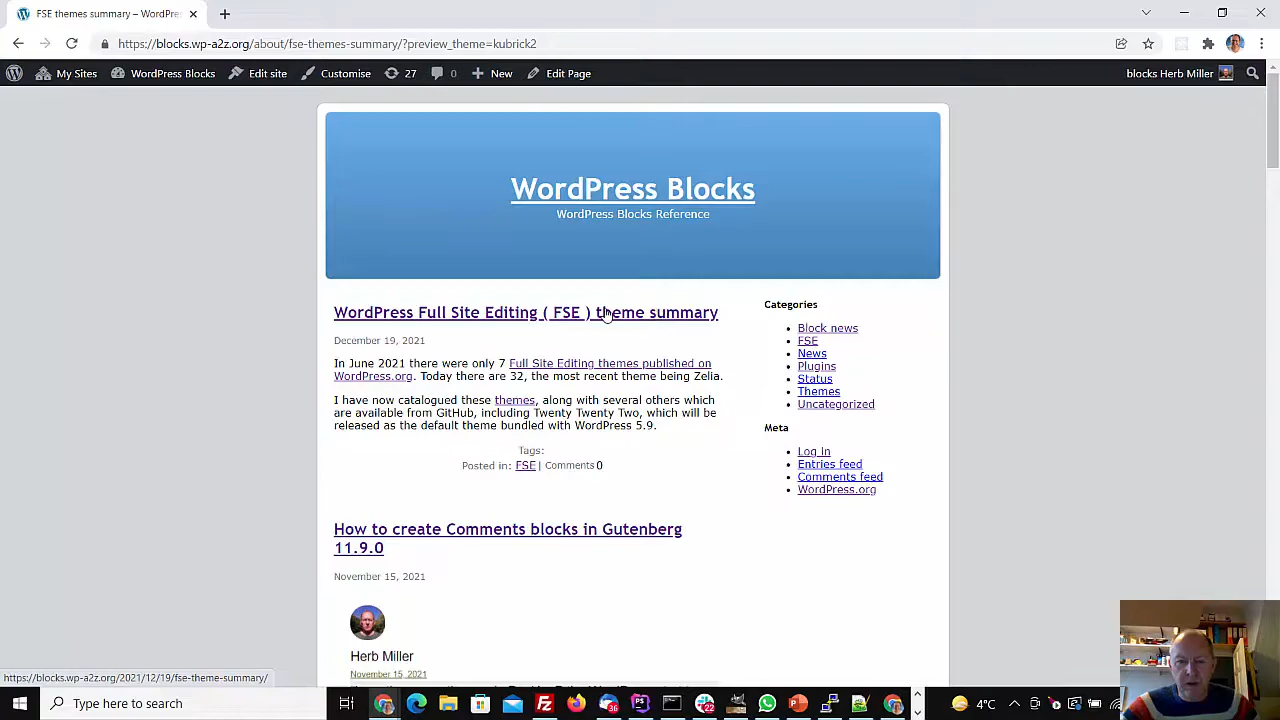 FSE themes summary – WordPre
https://blocks.wp-a2z.org/about/fse-themes-summary/?preview_theme=kubrick2
My Sites
WordPress Blocks
Edit site
Customise
27
0
New
Edit Page
blocks Herb Miller
WordPress Blocks
WordPress Blocks Reference
WordPress Full Site Editing ( FSE ) theme summary
December 19, 2021
In June 2021 there were only 7 Full Site Editing themes published on
WordPress.org. Today there are 32, the most recent theme being Zelia.
I have now catalogued these themes, along with several others which
are available from GitHub, including Twenty Twenty Two, which will be
released as the default theme bundled with WordPress 5.9.
Tags:
Posted in: FSE | Comments 0
Categories
Block news
FSE
News
Plugins
Status
Themes
Uncategorized
Meta
Log in
Entries feed
Comments feed
WordPress.org
How to create Comments blocks in Gutenberg
11.9.0
November 15, 2021
Herb Miller
November 15, 2021
https://blocks.wp-a2z.org/2021/12/19/fse-theme-summary/
Type here to search
4°C